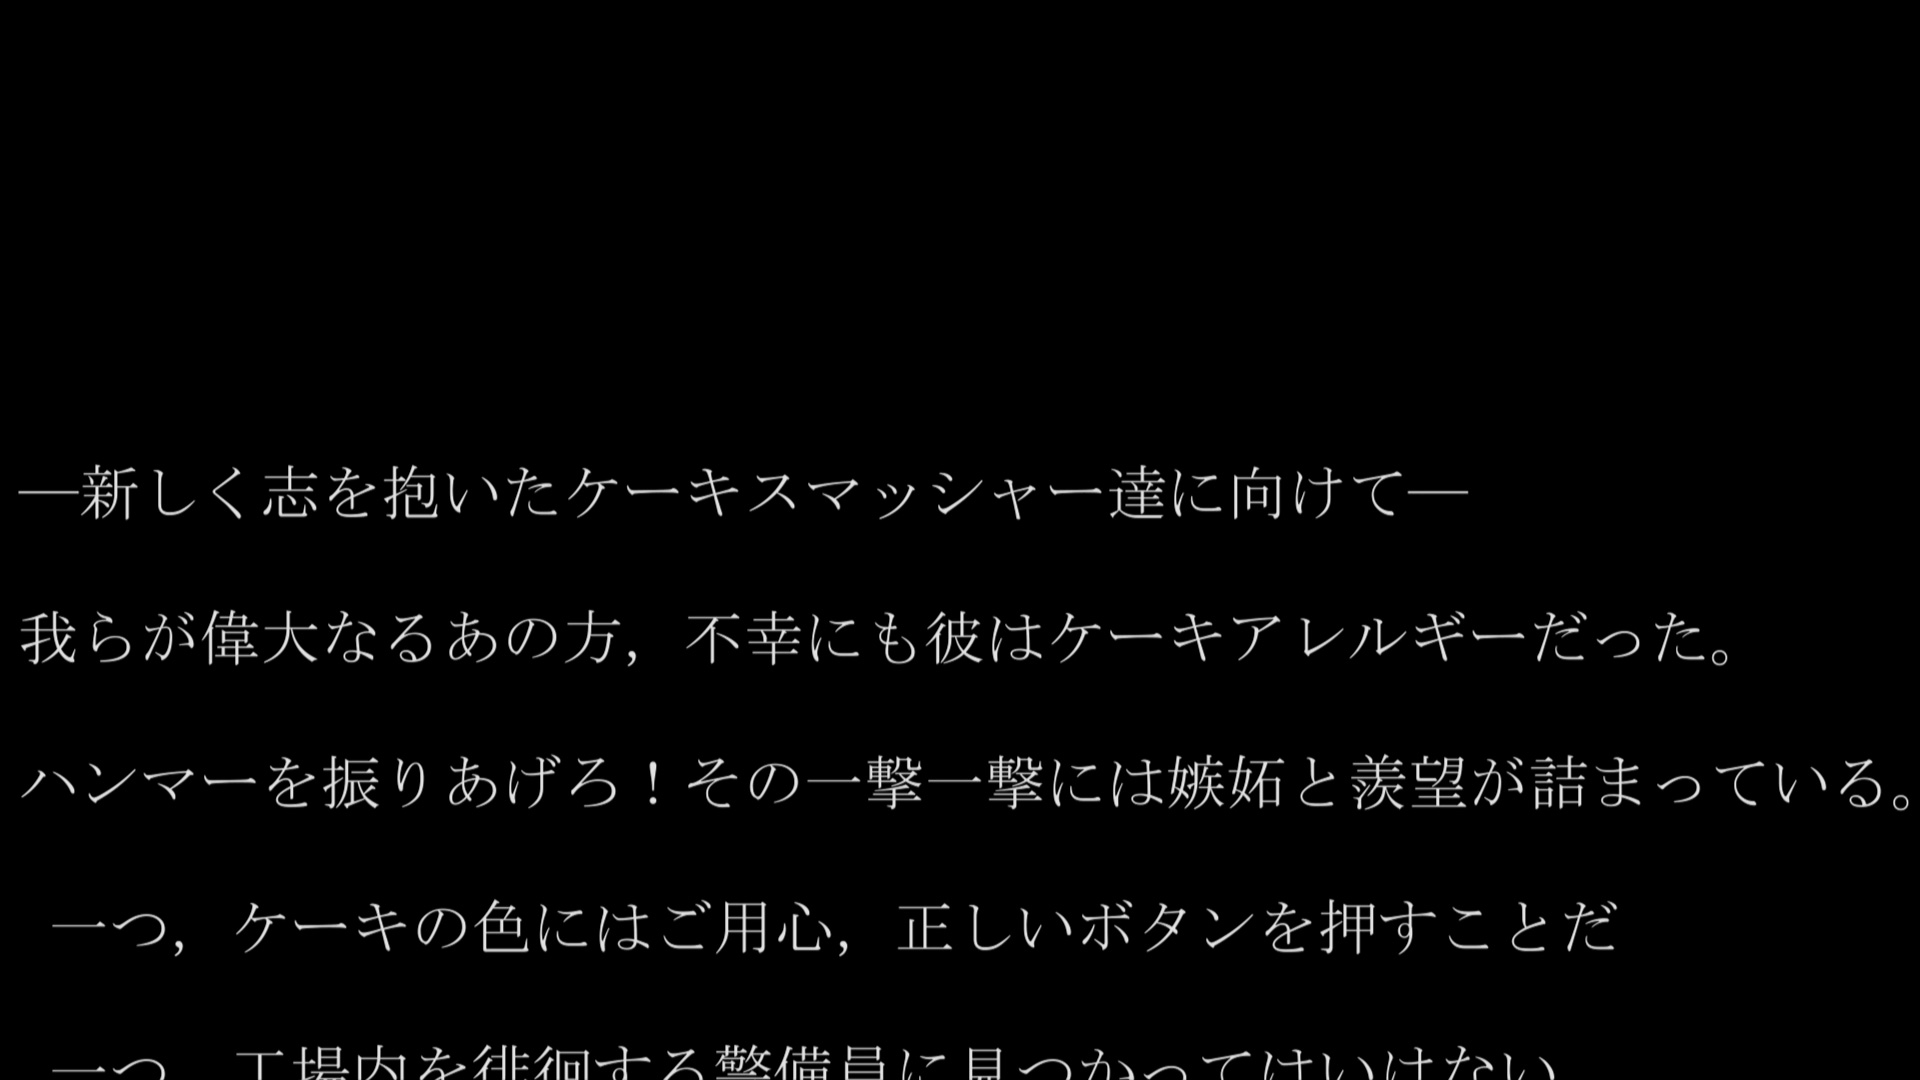 ―新しく志を抱いたケーキスマッシャー達に向けて―
我らが偉大なるあの方，不幸にも彼はケーキアレルギーだった。
ハンマーを振りあげろ！その一撃一撃には嫉妬と羨望が詰まっている。
一つ，ケーキの色にはご用心，正しいボタンを押すことだ
一つ，工場内を徘徊する警備員に見つかってはいけない